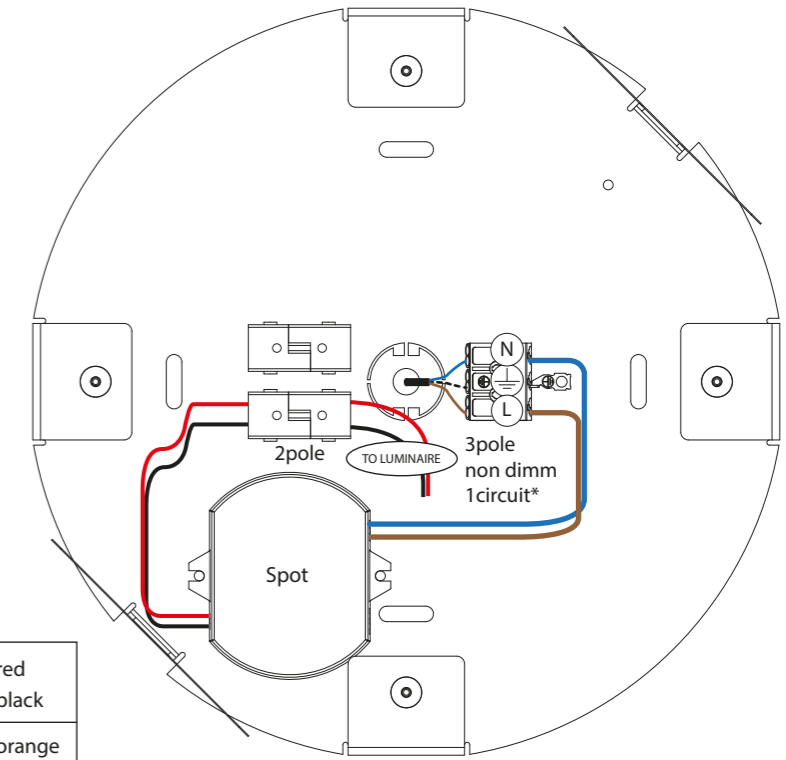 N
L
2pole
TO LUMINAIRE
3pole
non dimm
1circuit*
Spot
red
black
orange